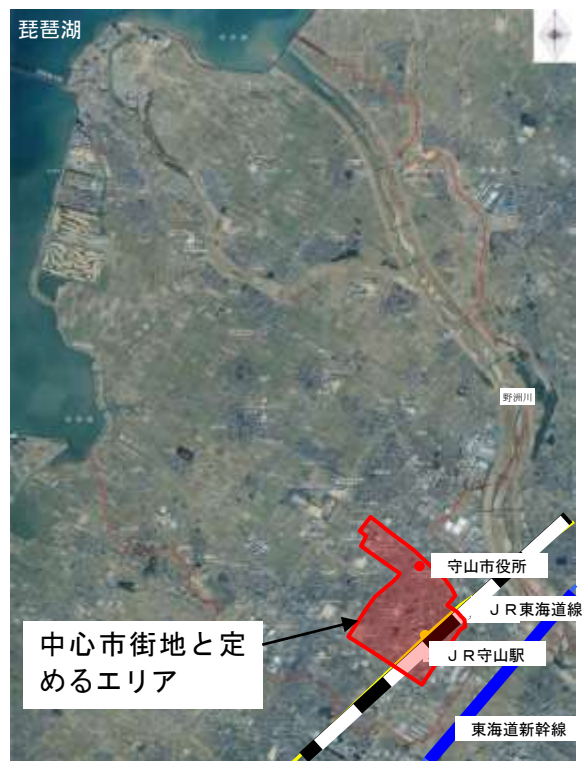 琵琶湖
野洲川
守山市役所
ＪＲ東海道線
ＪＲ守山駅
中心市街地と定
めるエリア
東海道新幹線